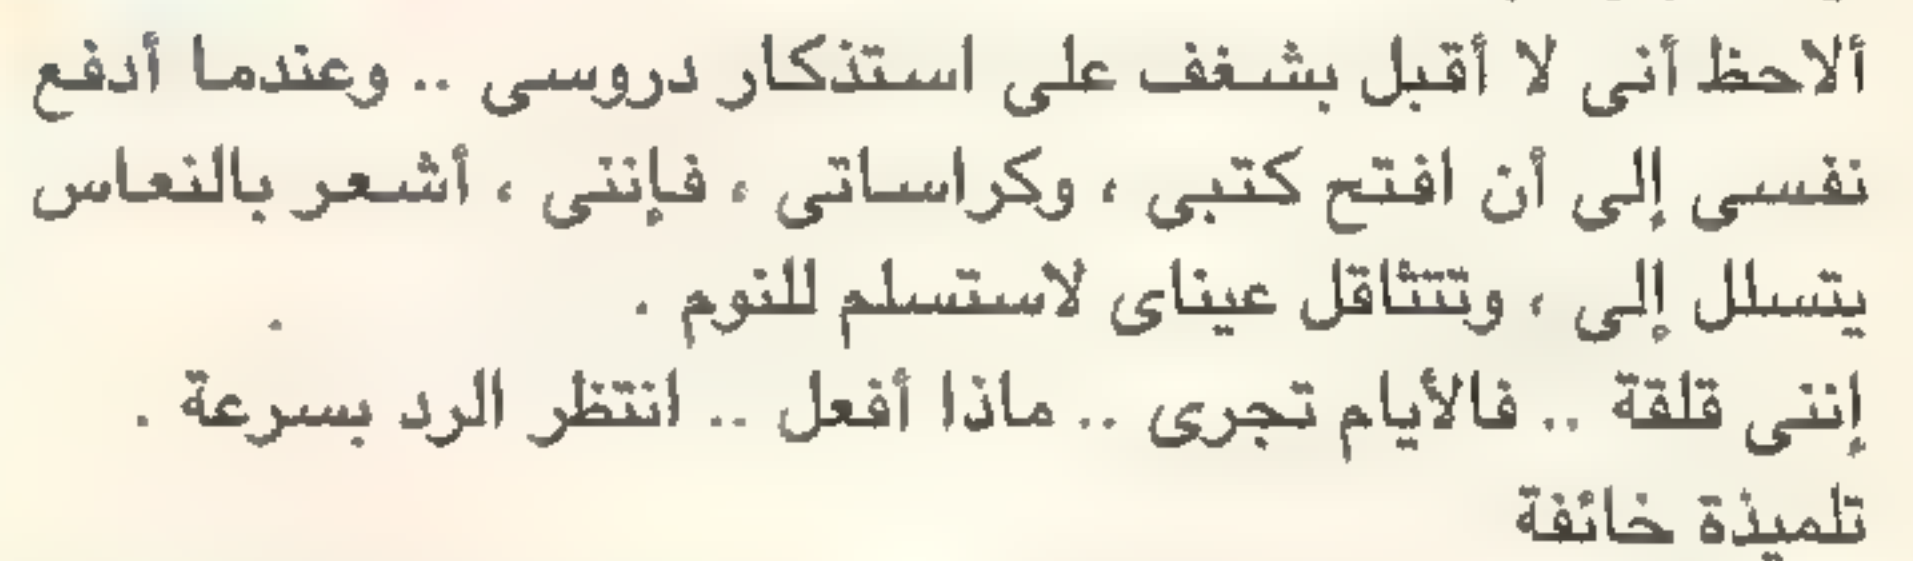 ألاحظ أنى لا أقبل بشغف على استذكار دروسى .. وعندما أدفع
نفسى إلى أن افتح كتبى ، وكراساتى ، فإننى ، أشعر بالنعاس
يتسلل إلى ، وتتثاقل عيناى لاستسلم للنوم .
إننى قلقة .. فالأيام تجرى .. ماذا أفعل .. انتظر الرد بسرعة .
تلميذة خائفة